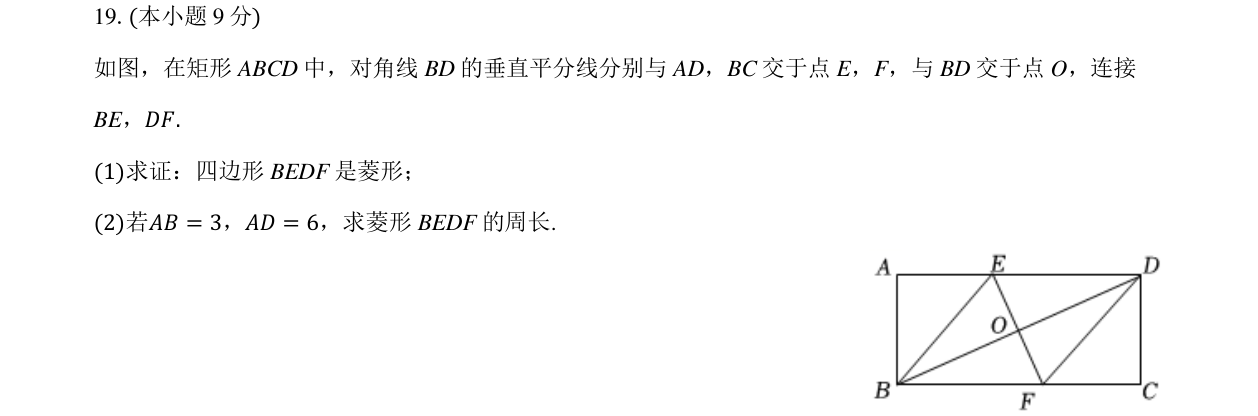 19. (本小题 9 分)
如图，在矩形 ABCD 中，对角线 BD 的垂直平分线分别与 AD，BC 交于点 E，F，与 BD 交于点 O，连接
BE，DF.
(1)求证：四边形 BEDF 是菱形；
(2)若AB = 3，AD = 6，求菱形 BEDF 的周长.
A E D
O
B F C